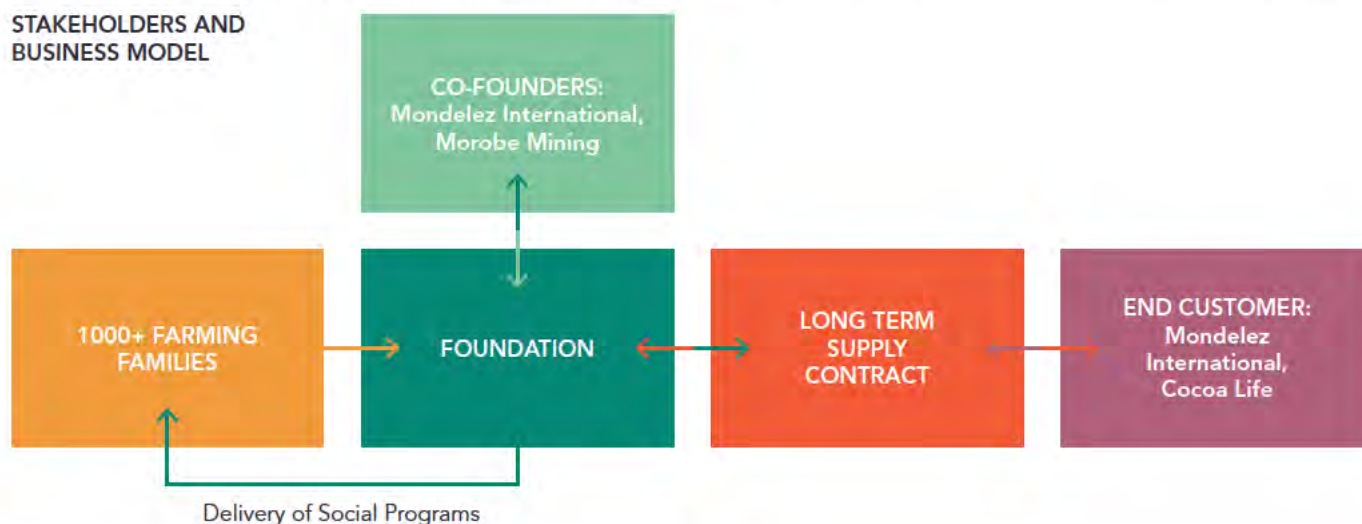 STAKEHOLDERS AND
BUSINESS MODEL
CO-FOUNDERS:
Mondelez International,
Morobe Mining
1000+ FARMING
FAMILIES
FOUNDATION
LONG TERM
SUPPLY
CONTRACT
END CUSTOMER:
Mondelez
International,
Cocoa Life
Delivery of Social Programs